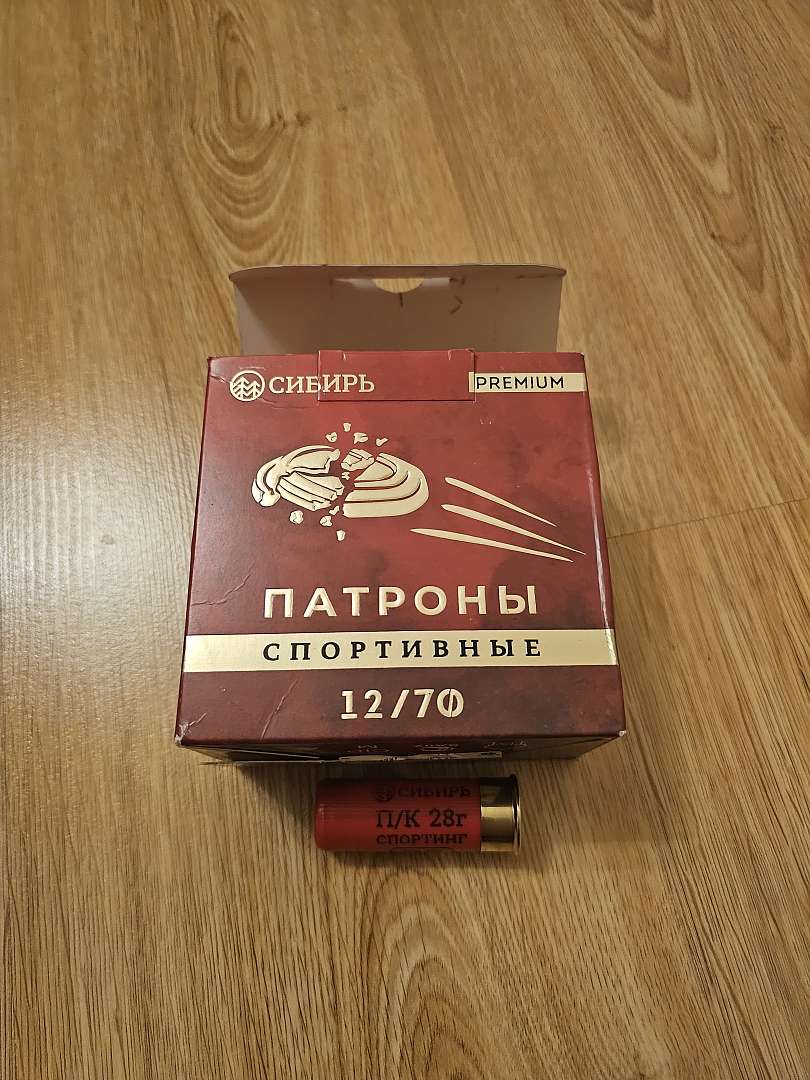 СИБИРЬ
PREMIUM
ПАТРОНЫ
СПОРТИВНЫЕ
12/70
СИБИРЬ
П/К 28г
СПОРТИНГ